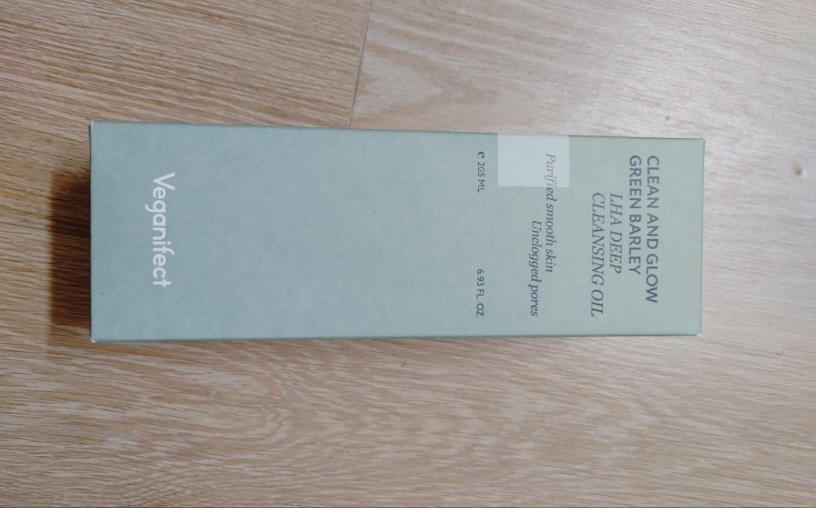 CLEAN AND GLOW
GREEN BARLEY
LHA DEEP
CLEANSING OIL
Purified smooth skin
Unclogged pores
℮ 205 ML 6.93 FL. OZ.
Veganifect